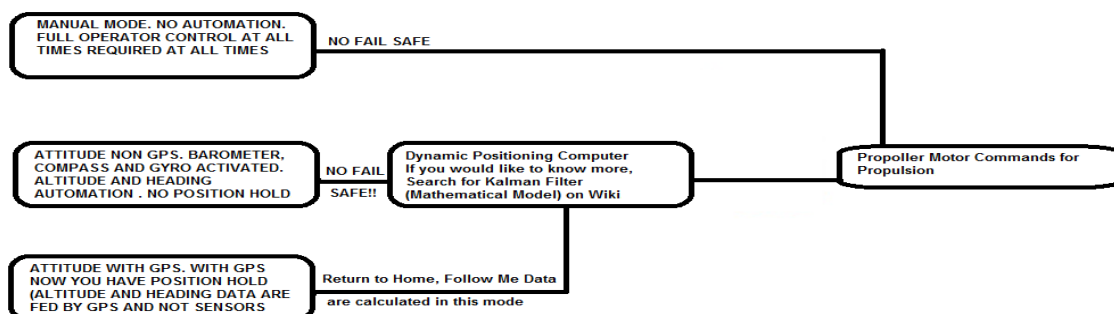 MANUAL MODE. NO AUTOMATION.
FULL OPERATOR CONTROL AT ALL
TIMES REQUIRED AT ALL TIMES
NO FAIL SAFE
ATTITUDE NON GPS. BAROMETER,
COMPASS AND GYRO ACTIVATED.
ALTITUDE AND HEADING
AUTOMATION . NO POSITION HOLD
NO FAIL
SAFE!!
Dynamic Positioning Computer
If you would like to know more,
Search for Kalman Filter
(Mathematical Model) on Wiki
Propoller Motor Commands for
Propulsion
ATTITUDE WITH GPS. WITH GPS
NOW YOU HAVE POSITION HOLD
(ALTITUDE AND HEADING DATA ARE
FED BY GPS AND NOT SENSORS
Return to Home, Follow Me Data
are calculated in this mode